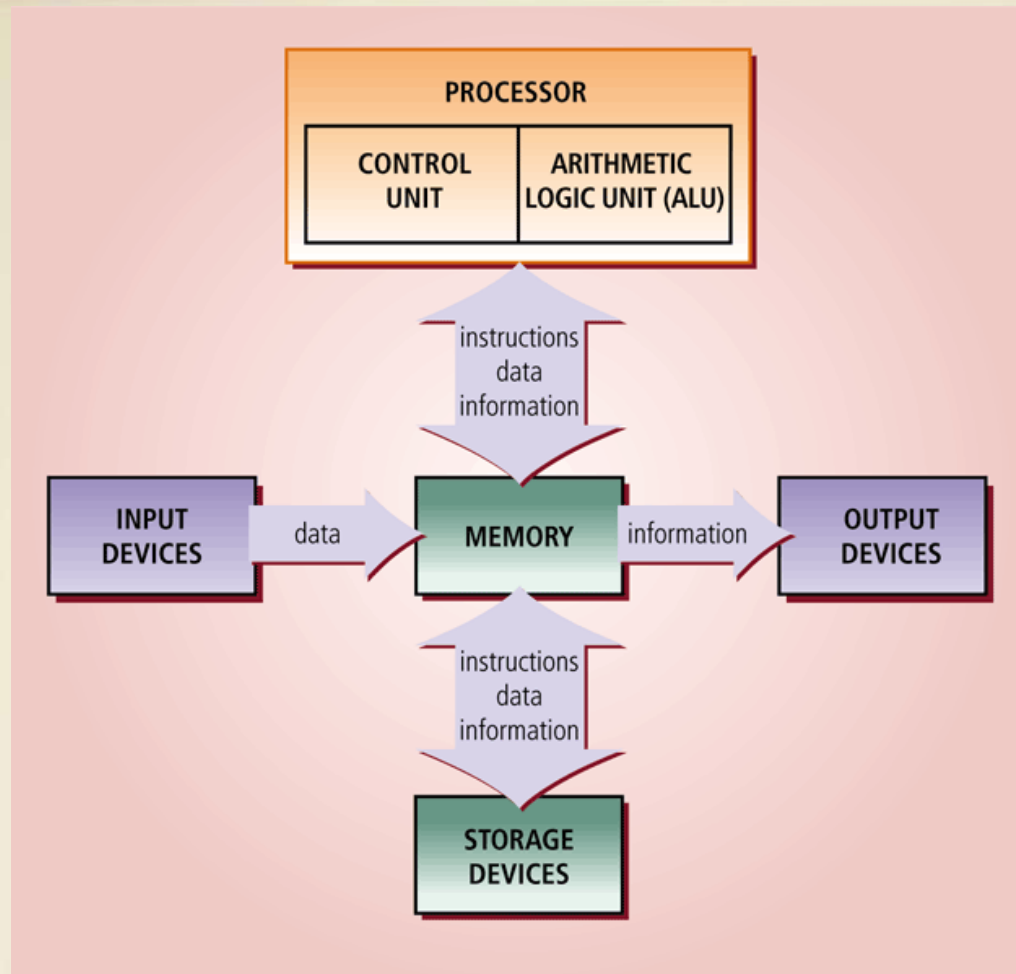 PROCESSOR
CONTROL
UNIT
ARITHMETIC
LOGIC UNIT (ALU)
instructions
data
information
INPUT
DEVICES
data
MEMORY
information
OUTPUT
DEVICES
instructions
data
information
STORAGE
DEVICES